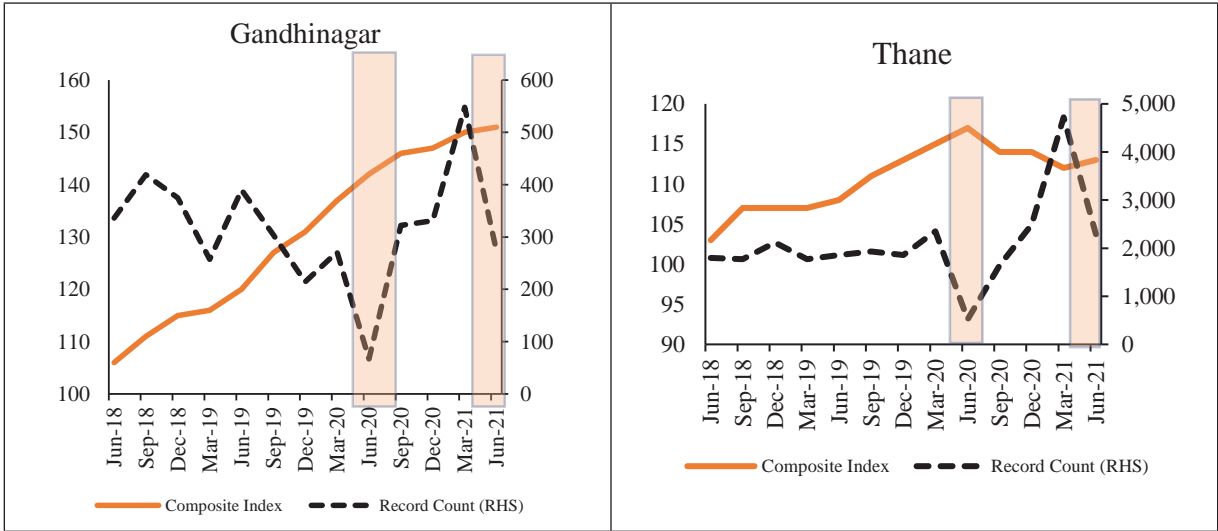 Gandhinagar
160
150
140
130
120
110
100
600
500
400
300
200
100
0
Jun-18
Sep-18
Dec-18
Mar-19
Jun-19
Sep-19
Dec-19
Mar-20
Jun-20
Sep-20
Dec-20
Mar-21
Jun-21
Composite Index
Record Count (RHS)
Thane
120
115
110
105
100
95
90
5,000
4,000
3,000
2,000
1,000
0
Jun-18
Sep-18
Dec-18
Mar-19
Jun-19
Sep-19
Dec-19
Mar-20
Jun-20
Sep-20
Dec-20
Mar-21
Jun-21
Composite Index
Record Count (RHS)